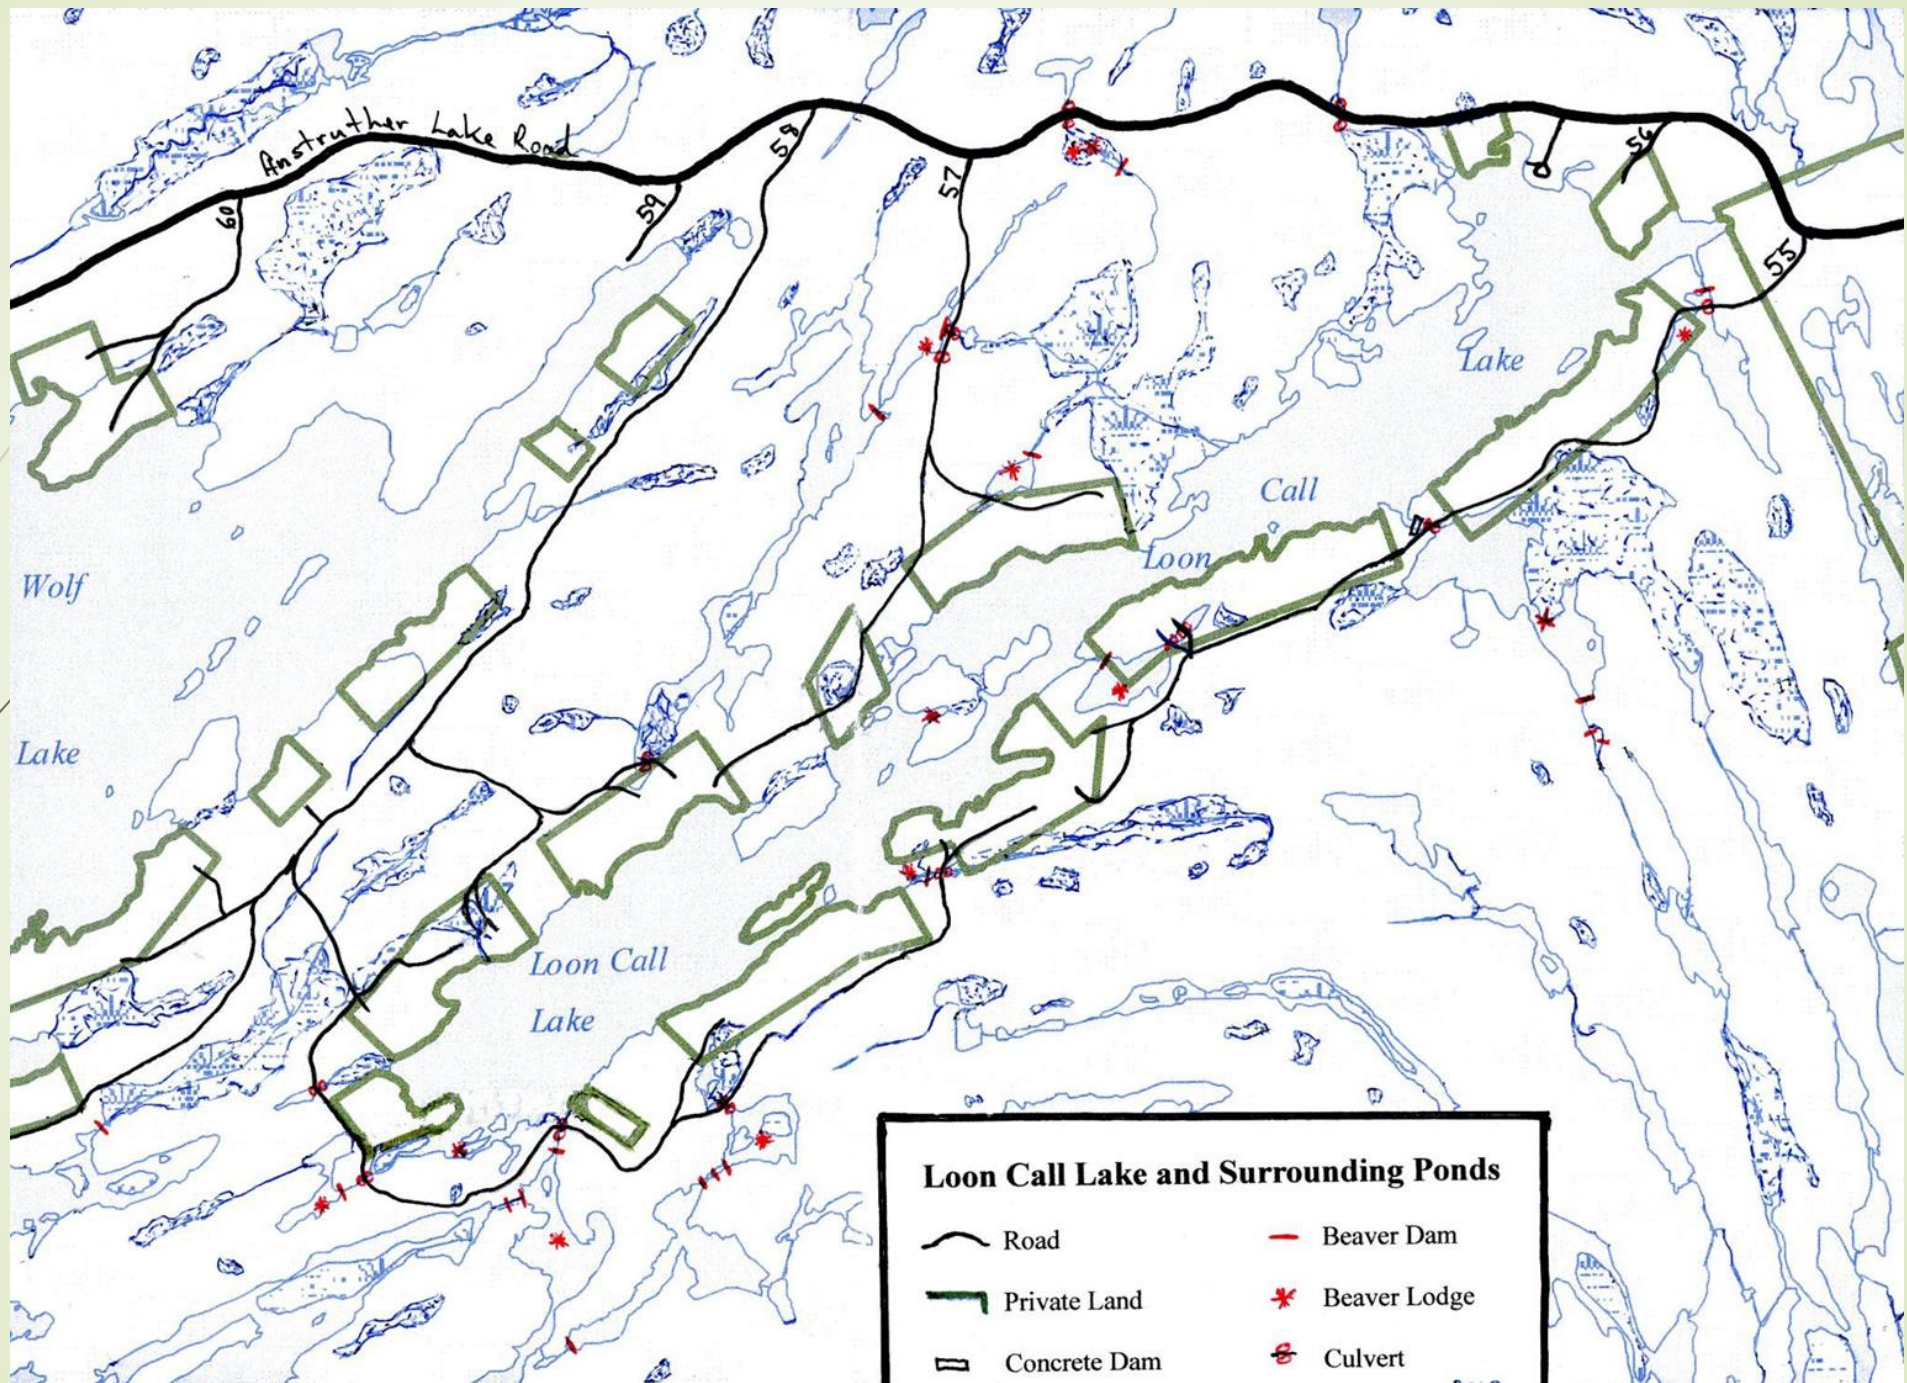 Anstruther Lake Road
58
56
57
59
60
55
Lake
Call
Loon
Wolf
Lake
Loon Call
Lake
Loon Call Lake and Surrounding Ponds
Road
Beaver Dam
Private Land
Beaver Lodge
Concrete Dam
Culvert